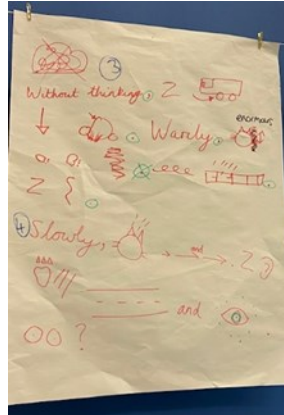 3
Without thinking, Z
enormous
Warily,
Z
4 Slowly,
and
Z
and
?